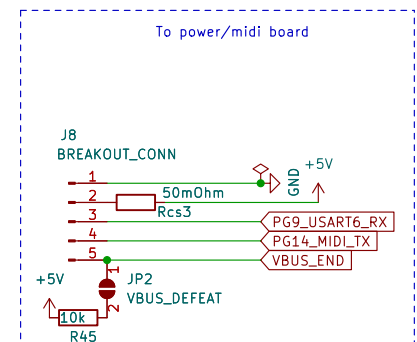 To power/midi board
J8
BREAKOUT_CONN
1
2
3
4
5
50mOhm
Rcs3
GND
+5V
PG9_USART6_RX
PG14_MIDI_TX
VBUS_END
+5V
1
JP2
VBUS_DEFEAT
2
10k
R45